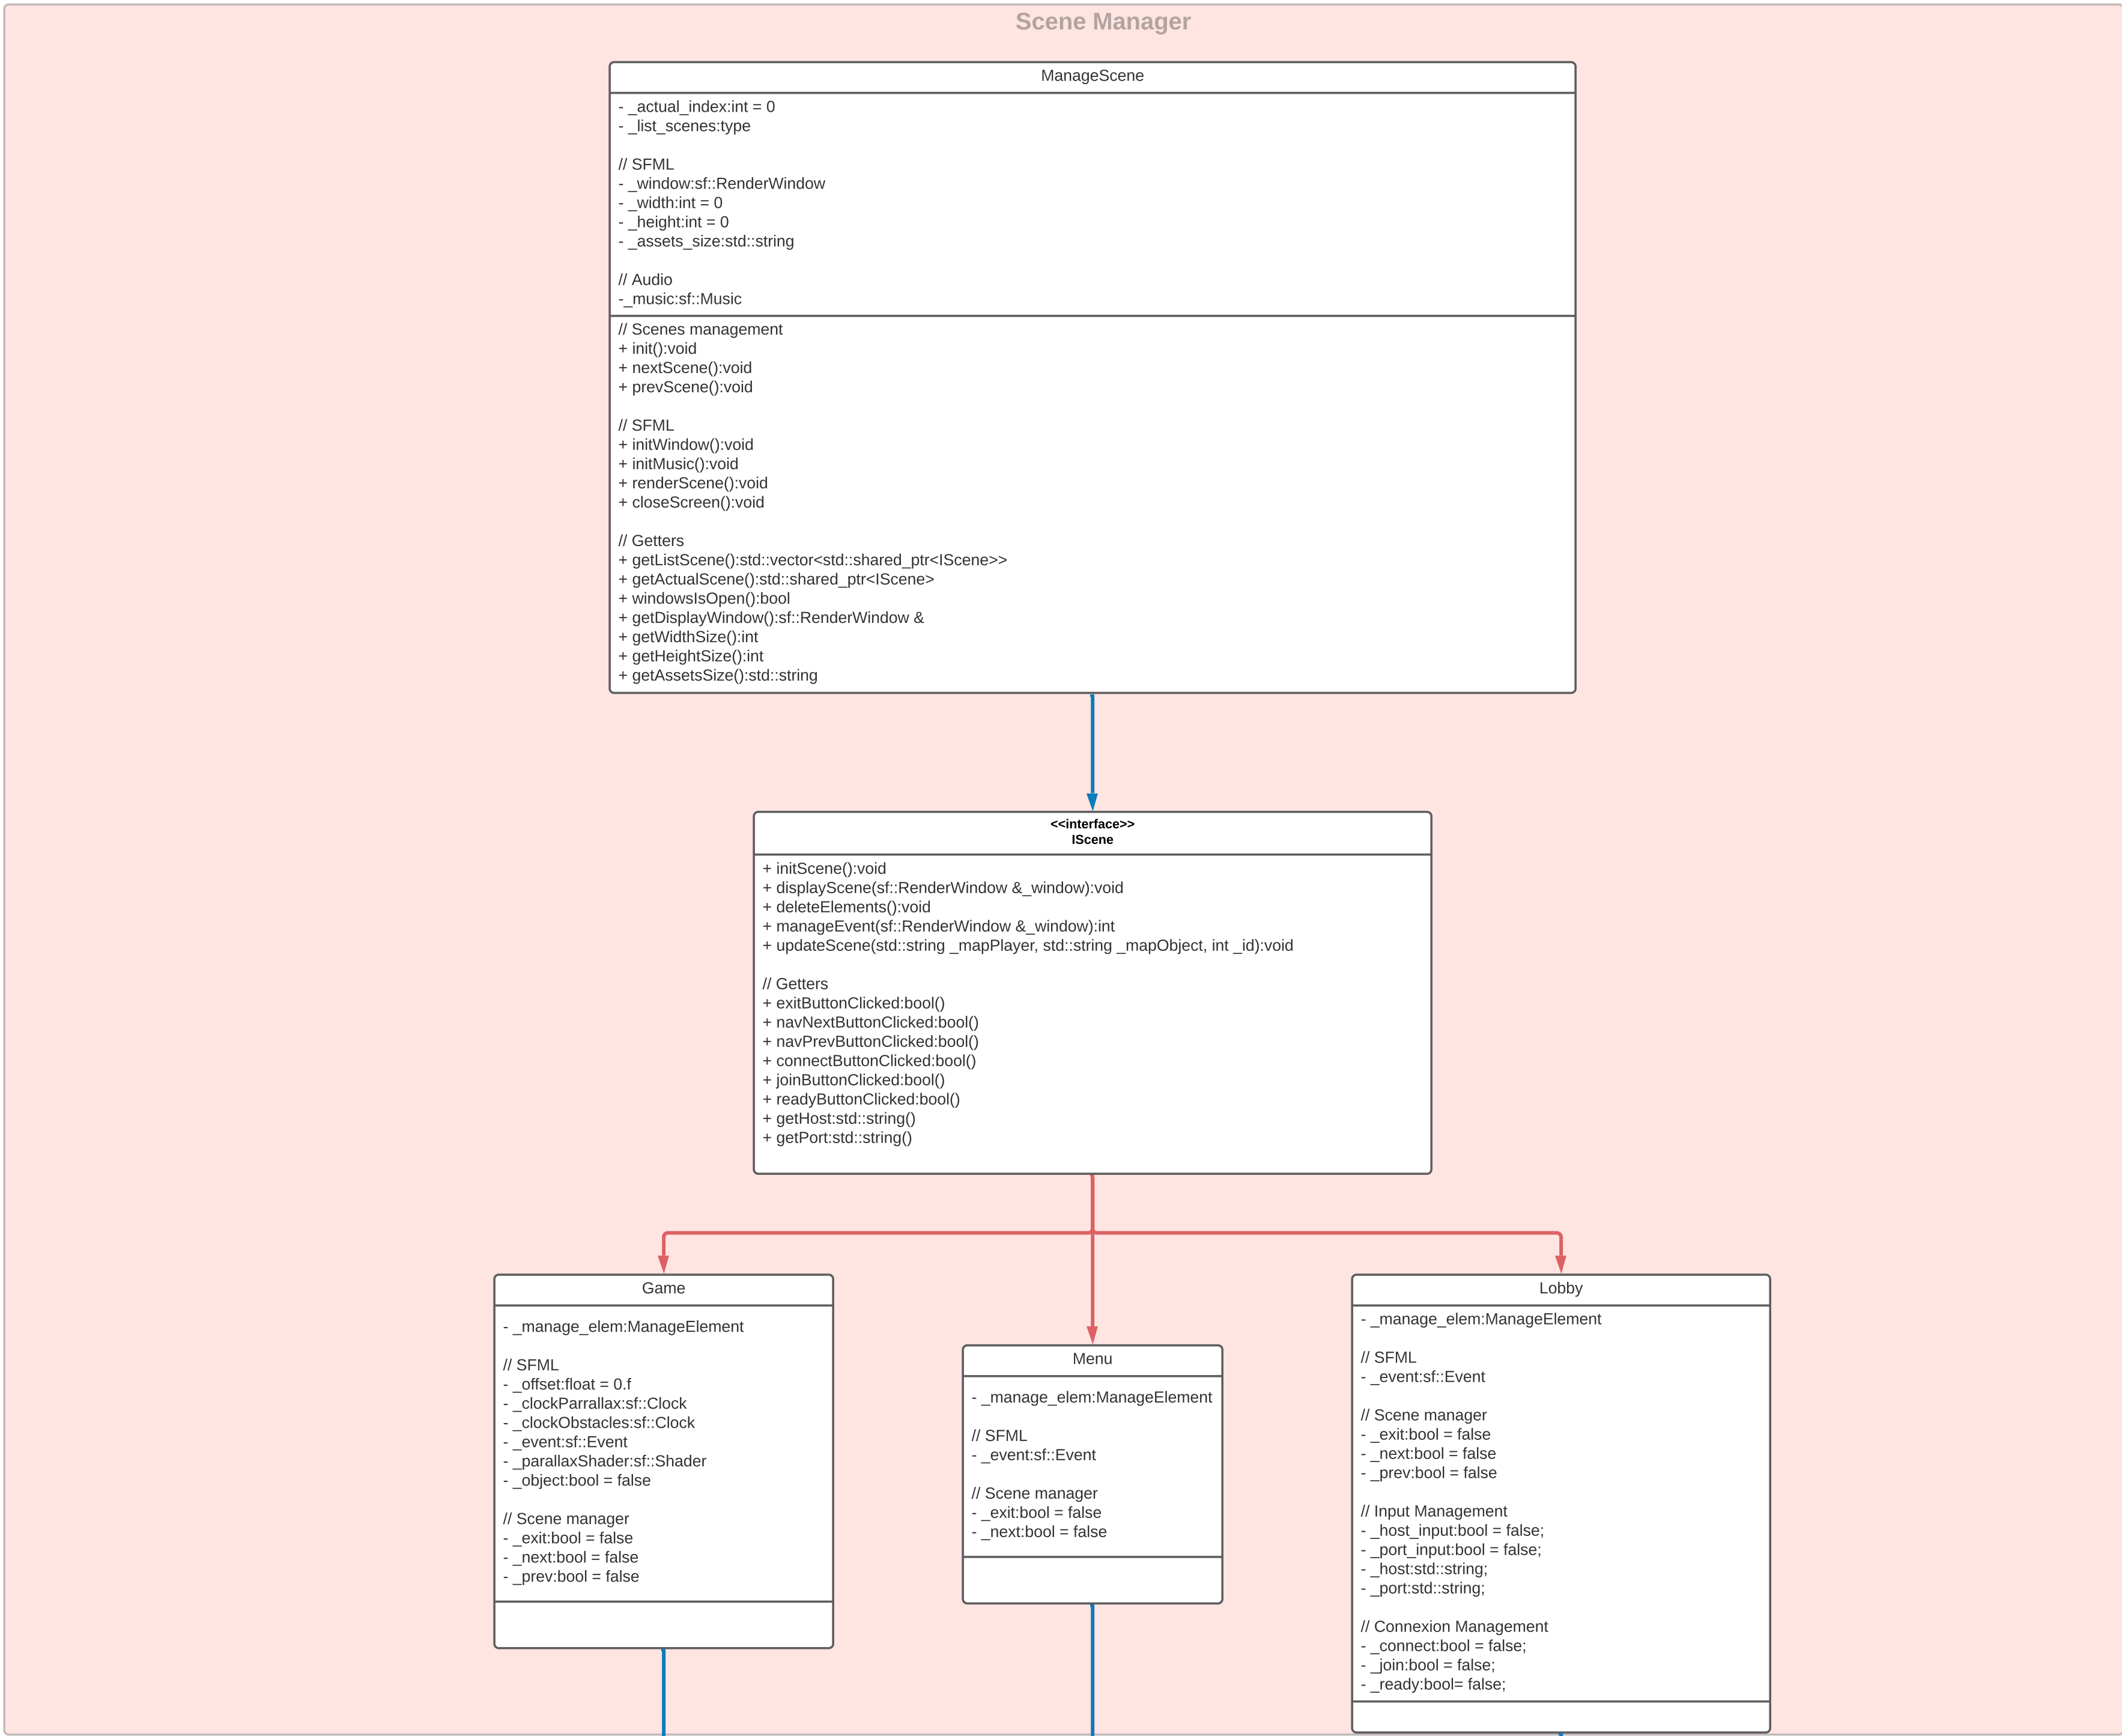 Scene Manager
ManageScene
- _actual_index:int = 0
- _list_scenes:type
// SFML
- _window:sf::RenderWindow
- _width:int = 0
- _height:int = 0
- _assets_size:std::string
// Audio
-_music:sf::Music
// Scenes management
+ init():void
+ nextScene():void
+ prevScene():void
// SFML
+ initWindow():void
+ initMusic():void
+ renderScene():void
+ closeScreen():void
// Getters
+ getListScene():std::vector<std::shared_ptr<IScene>>
+ getActualScene():std::shared_ptr<IScene>
+ windowsIsOpen():bool
+ getDisplayWindow():sf::RenderWindow &
+ getWidthSize():int
+ getHeightSize():int
+ getAssetsSize():std::string
<<interface>>
IScene
+ initScene():void
+ displayScene(sf::RenderWindow &_window):void
+ deleteElements():void
+ manageEvent(sf::RenderWindow &_window):int
+ updateScene(std::string _mapPlayer, std::string _mapObject, int _id):void
// Getters
+ exitButtonClicked:bool()
+ navNextButtonClicked:bool()
+ navPrevButtonClicked:bool()
+ connectButtonClicked:bool()
+ joinButtonClicked:bool()
+ readyButtonClicked:bool()
+ getHost:std::string()
+ getPort:std::string()
Game
- _manage_elem:ManageElement
// SFML
- _offset:float = 0.f
- _clockParrallax:sf::Clock
- _clockObstacles:sf::Clock
- _event:sf::Event
- _parallaxShader:sf::Shader
- _object:bool = false
// Scene manager
- _exit:bool = false
- _next:bool = false
- _prev:bool = false
Menu
- _manage_elem:ManageElement
// SFML
- _event:sf::Event
// Scene manager
- _exit:bool = false
- _next:bool = false
Lobby
- _manage_elem:ManageElement
// SFML
- _event:sf::Event
// Scene manager
- _exit:bool = false
- _next:bool = false
- _prev:bool = false
// Input Management
- _host_input:bool = false;
- _port_input:bool = false;
- _host:std::string;
- _port:std::string;
// Connexion Management
- _connect:bool = false;
- _join:bool = false;
- _ready:bool= false;